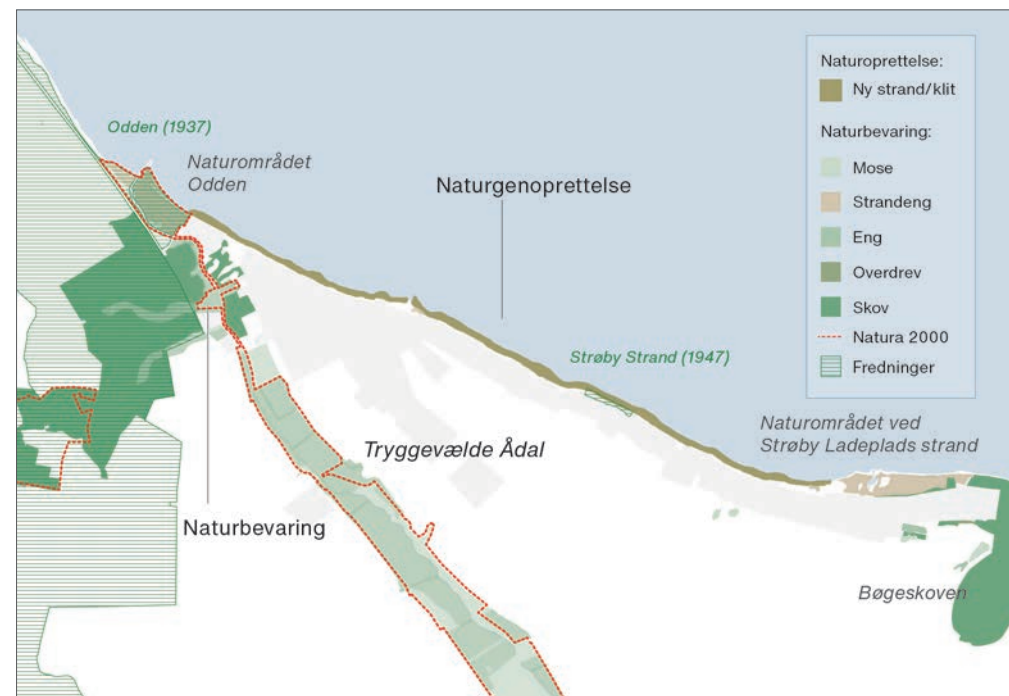 Naturoprettelse:
Ny strand/klit
Naturbevaring:
Mose
Strandeng
Eng
Overdrev
Skov
Natura 2000
Fredninger
Odden (1937)
Naturområdet
Odden
Naturgenoprettelse
Strøby Strand (1947)
Naturområdet ved
Strøby Ladeplads strand
Tryggevælde Ådal
Naturbevaring
Bøgeskoven